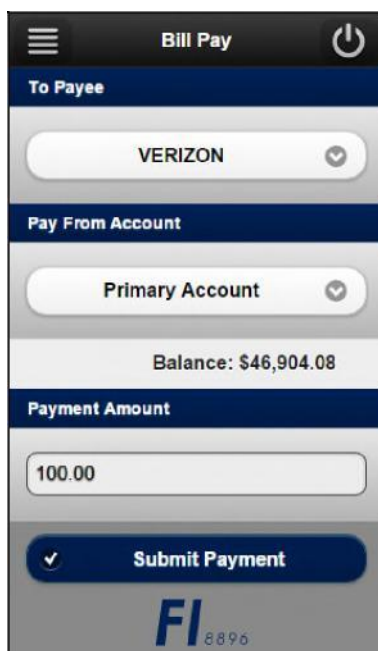 Bill Pay
To Payee
VERIZON
Pay From Account
Primary Account
Balance: $46,904.08
Payment Amount
100.00
Submit Payment
FI 8896